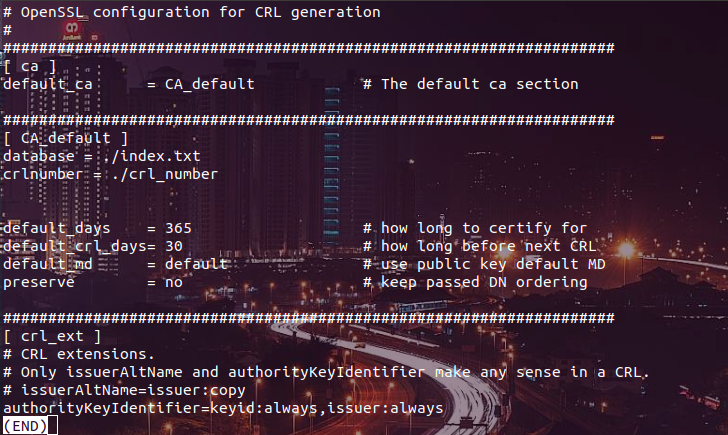 # OpenSSL configuration for CRL generation
#
####################################################################
[ ca ]
default_ca      = CA_default               # The default ca section
####################################################################
[ CA_default ]
database = ./index.txt
crlnumber = ./crl_number
default_days    = 365                   # how long to certify for
default_crl_days= 30                    # how long before next CRL
default_md      = default               # use public key default MD
preserve        = no                    # keep passed DN ordering
####################################################################
[ crl_ext ]
# CRL extensions.
# Only issuerAltName and authorityKeyIdentifier make any sense in a CRL.
# issuerAltName=issuer:copy
authorityKeyIdentifier=keyid:always,issuer:always
(END)